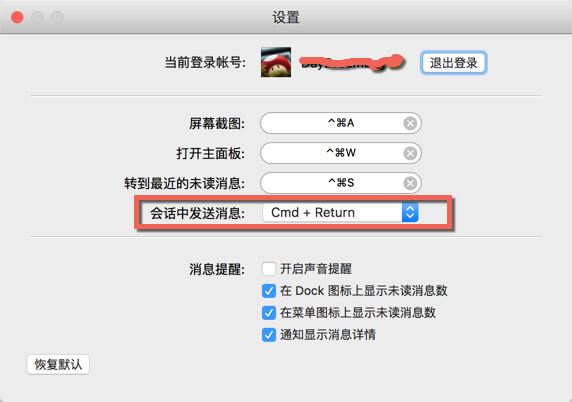 设置
当前登录帐号:
退出登录
屏幕截图: ^⌘A
打开主面板: ^⌘W
转到最近的未读消息: ^⌘S
会话中发送消息: Cmd + Return
消息提醒: 开启声音提醒
在 Dock 图标上显示未读消息数
在菜单图标上显示未读消息数
通知显示消息详情
恢复默认